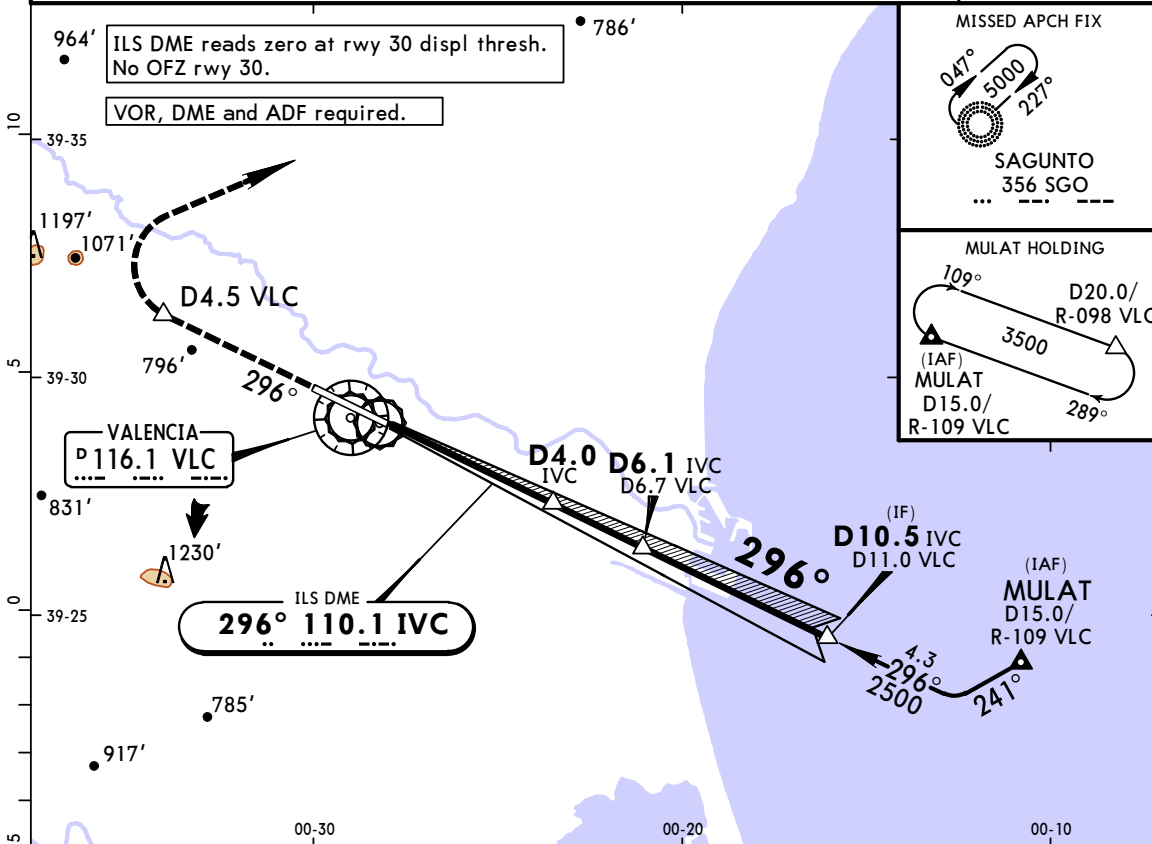 964'
ILS DME reads zero at rwy 30 displ thresh.
No OFZ rwy 30.
VOR, DME and ADF required.
786'
MISSED APCH FIX
047°
5000
227°
SAGUNTO
356 SGO
10
39-35
1197'
1071'
D4.5 VLC
796'
296°
5
39-30
MULAT HOLDING
109°
D20.0/
R-098 VLC
3500
(IAF)
MULAT
D15.0/
R-109 VLC
289°
VALENCIA
D 116.1 VLC
831'
1230'
D4.0
IVC
D6.1 IVC
D6.7 VLC
296°
(IF)
D10.5 IVC
D11.0 VLC
(IAF)
MULAT
D15.0/
R-109 VLC
0
39-25
ILS DME
296° 110.1 IVC
4.3
296°
2500
241°
785'
917'
5
00-30
00-20
00-10